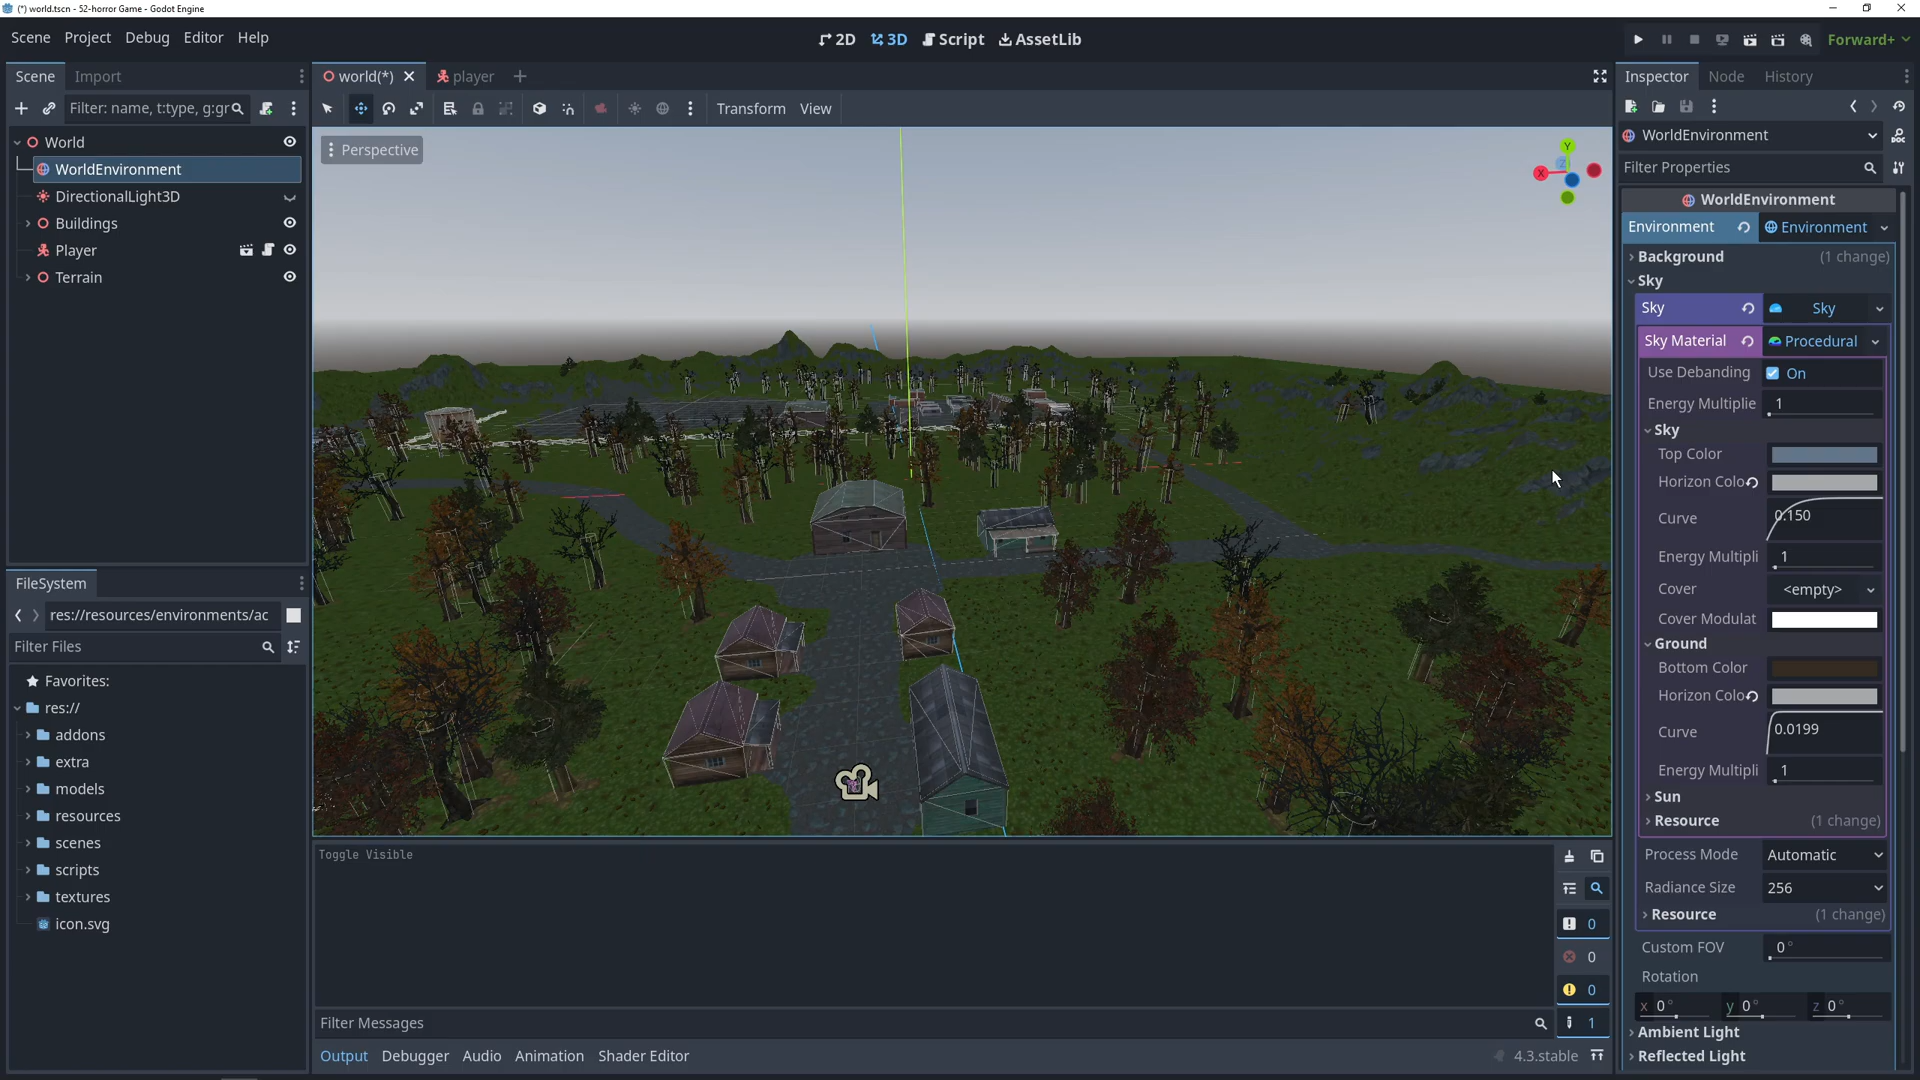 (*) world.tscn - 52-horror Game - Godot Engine
Scene Project Debug Editor Help
2D 3D Script AssetLib
Forward+
Scene Import
world(*) player
Inspector Node History
Filter: name, t:type, g:gr
Transform View
World
WorldEnvironment
DirectionalLight3D
Buildings
Player
Terrain
Perspective
Y
X
Z
FileSystem
res://resources/environments/ac
Filter Files
Favorites:
res://
addons
extra
models
resources
scenes
scripts
textures
icon.svg
Toggle Visible
0
0
0
1
Filter Messages
Output Debugger Audio Animation Shader Editor
4.3.stable
WorldEnvironment
Filter Properties
WorldEnvironment
Environment Environment
Background (1 change)
Sky
Sky Sky
Sky Material Procedural
Use Debanding On
Energy Multiplie 1
Sky
Top Color
Horizon Colo
Curve 0.150
Energy Multipli 1
Cover <empty>
Cover Modulat
Ground
Bottom Color
Horizon Colo
Curve 0.0199
Energy Multipli 1
Sun
Resource (1 change)
Process Mode Automatic
Radiance Size 256
Resource (1 change)
Custom FOV 0 °
Rotation
x 0 ° y 0 ° z 0 °
Ambient Light
Reflected Light